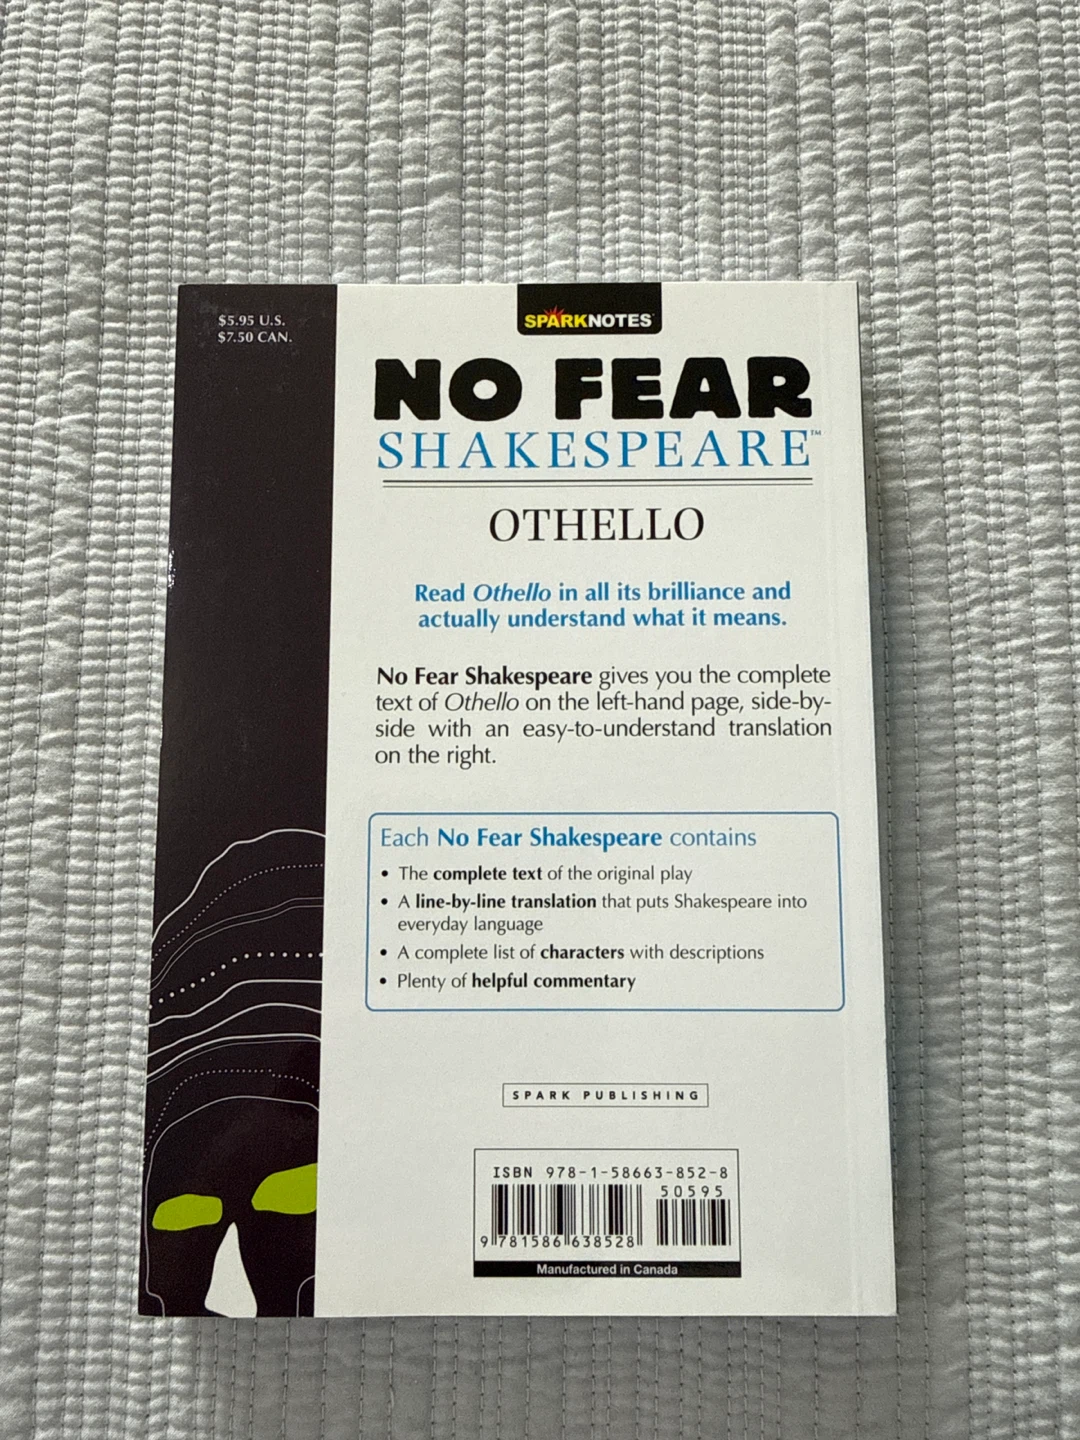 $5.95 U.S.
$7.50 CAN.
SPARKNOTES
NO FEAR
SHAKESPEARE™
OTHELLO
Read Othello in all its brilliance and
actually understand what it means.
No Fear Shakespeare gives you the complete
text of Othello on the left-hand page, side-by-
side with an easy-to-understand translation
on the right.
Each No Fear Shakespeare contains
• The complete text of the original play
• A line-by-line translation that puts Shakespeare into
everyday language
• A complete list of characters with descriptions
• Plenty of helpful commentary
SPARK PUBLISHING
ISBN 978-1-58663-852-8
50595
9 781586 638528
Manufactured in Canada